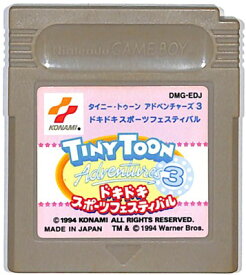 Nintendo GAME BOY
DMG-EDJ
タイニー・トゥーン アドベンチャーズ 3
ドキドキスポーツフェスティバル
KONAMI
TINY TOON
Adventures 3
ドキドキ
スポーツフェスティバル
©1994 KONAMI ALL RIGHTS RESERVED.
MADE IN JAPAN TM & ©1994 Warner Bros.